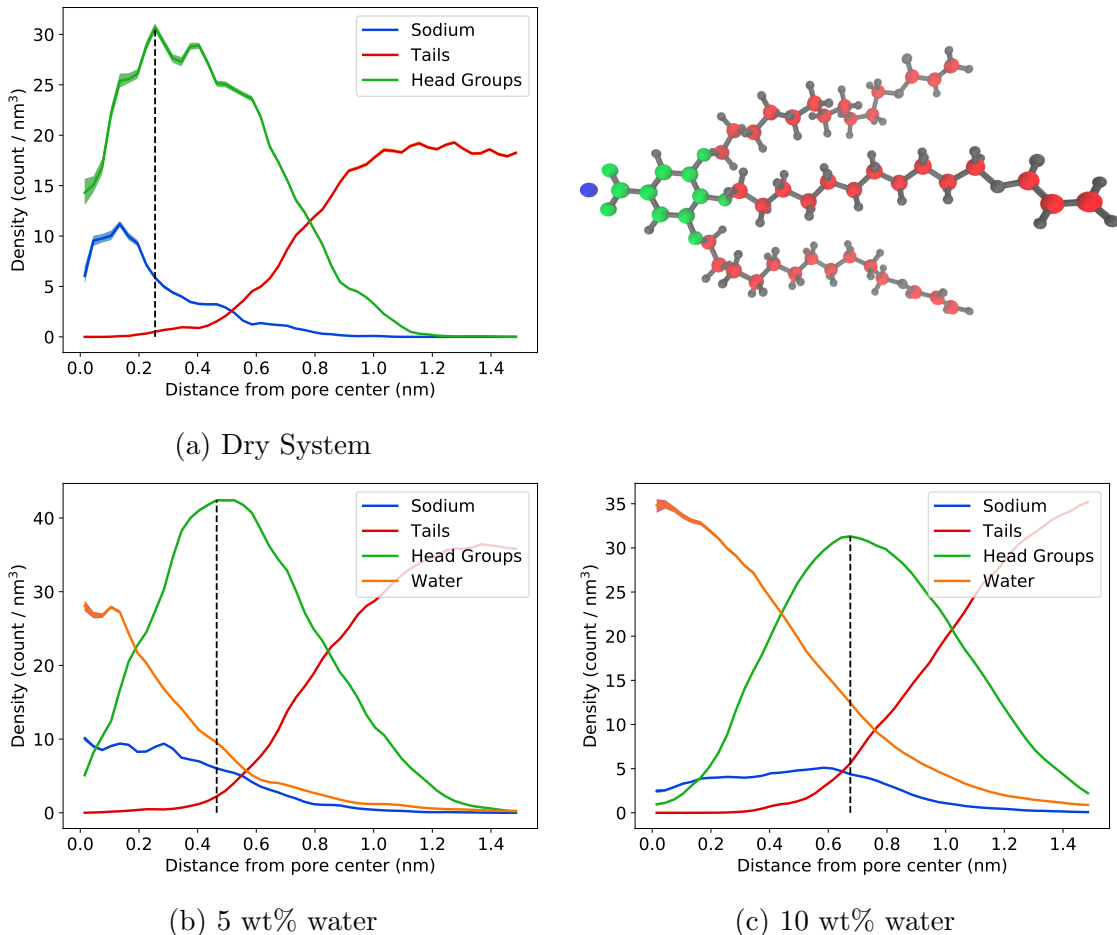 Density (count / nm³)
30
25
20
15
10
5
0
Sodium
Tails
Head Groups
0.0 0.2 0.4 0.6 0.8 1.0 1.2 1.4
Distance from pore center (nm)
(a) Dry System
Density (count / nm³)
40
30
20
10
0
Sodium
Tails
Head Groups
Water
0.0 0.2 0.4 0.6 0.8 1.0 1.2 1.4
Distance from pore center (nm)
(b) 5 wt% water
Density (count / nm³)
35
30
25
20
15
10
5
0
Sodium
Tails
Head Groups
Water
0.0 0.2 0.4 0.6 0.8 1.0 1.2 1.4
Distance from pore center (nm)
(c) 10 wt% water